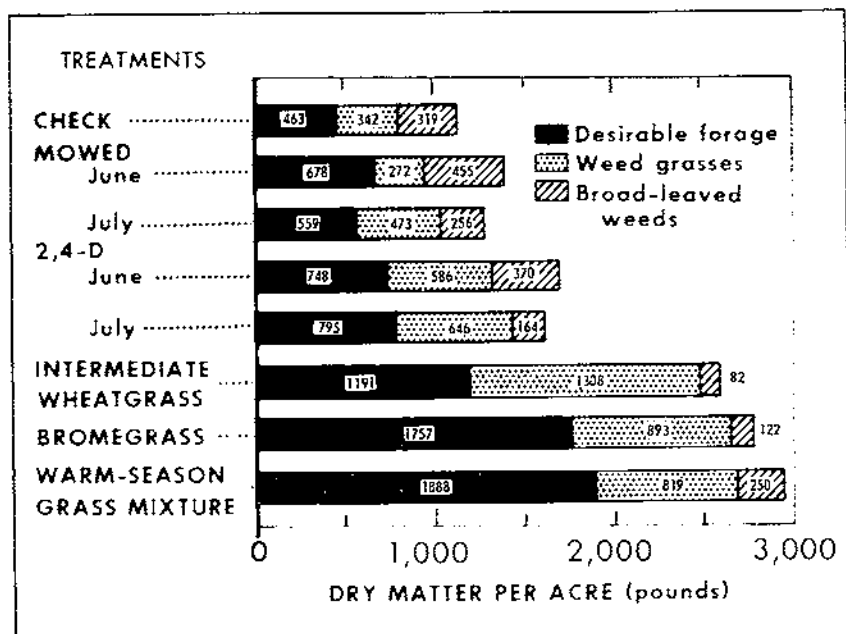 TREATMENTS
CHECK 463 342 319
MOWED
June 678 272 455
July 559 473 256
2,4-D
June 748 586 370
July 795 646 164
INTERMEDIATE
WHEATGRASS 1191 1308 82
BROMEGRASS 1757 893 122
WARM-SEASON
GRASS MIXTURE 1888 819 250
Desirable forage
Weed grasses
Broad-leaved
weeds
0 1,000 2,000 3,000
DRY MATTER PER ACRE (pounds)